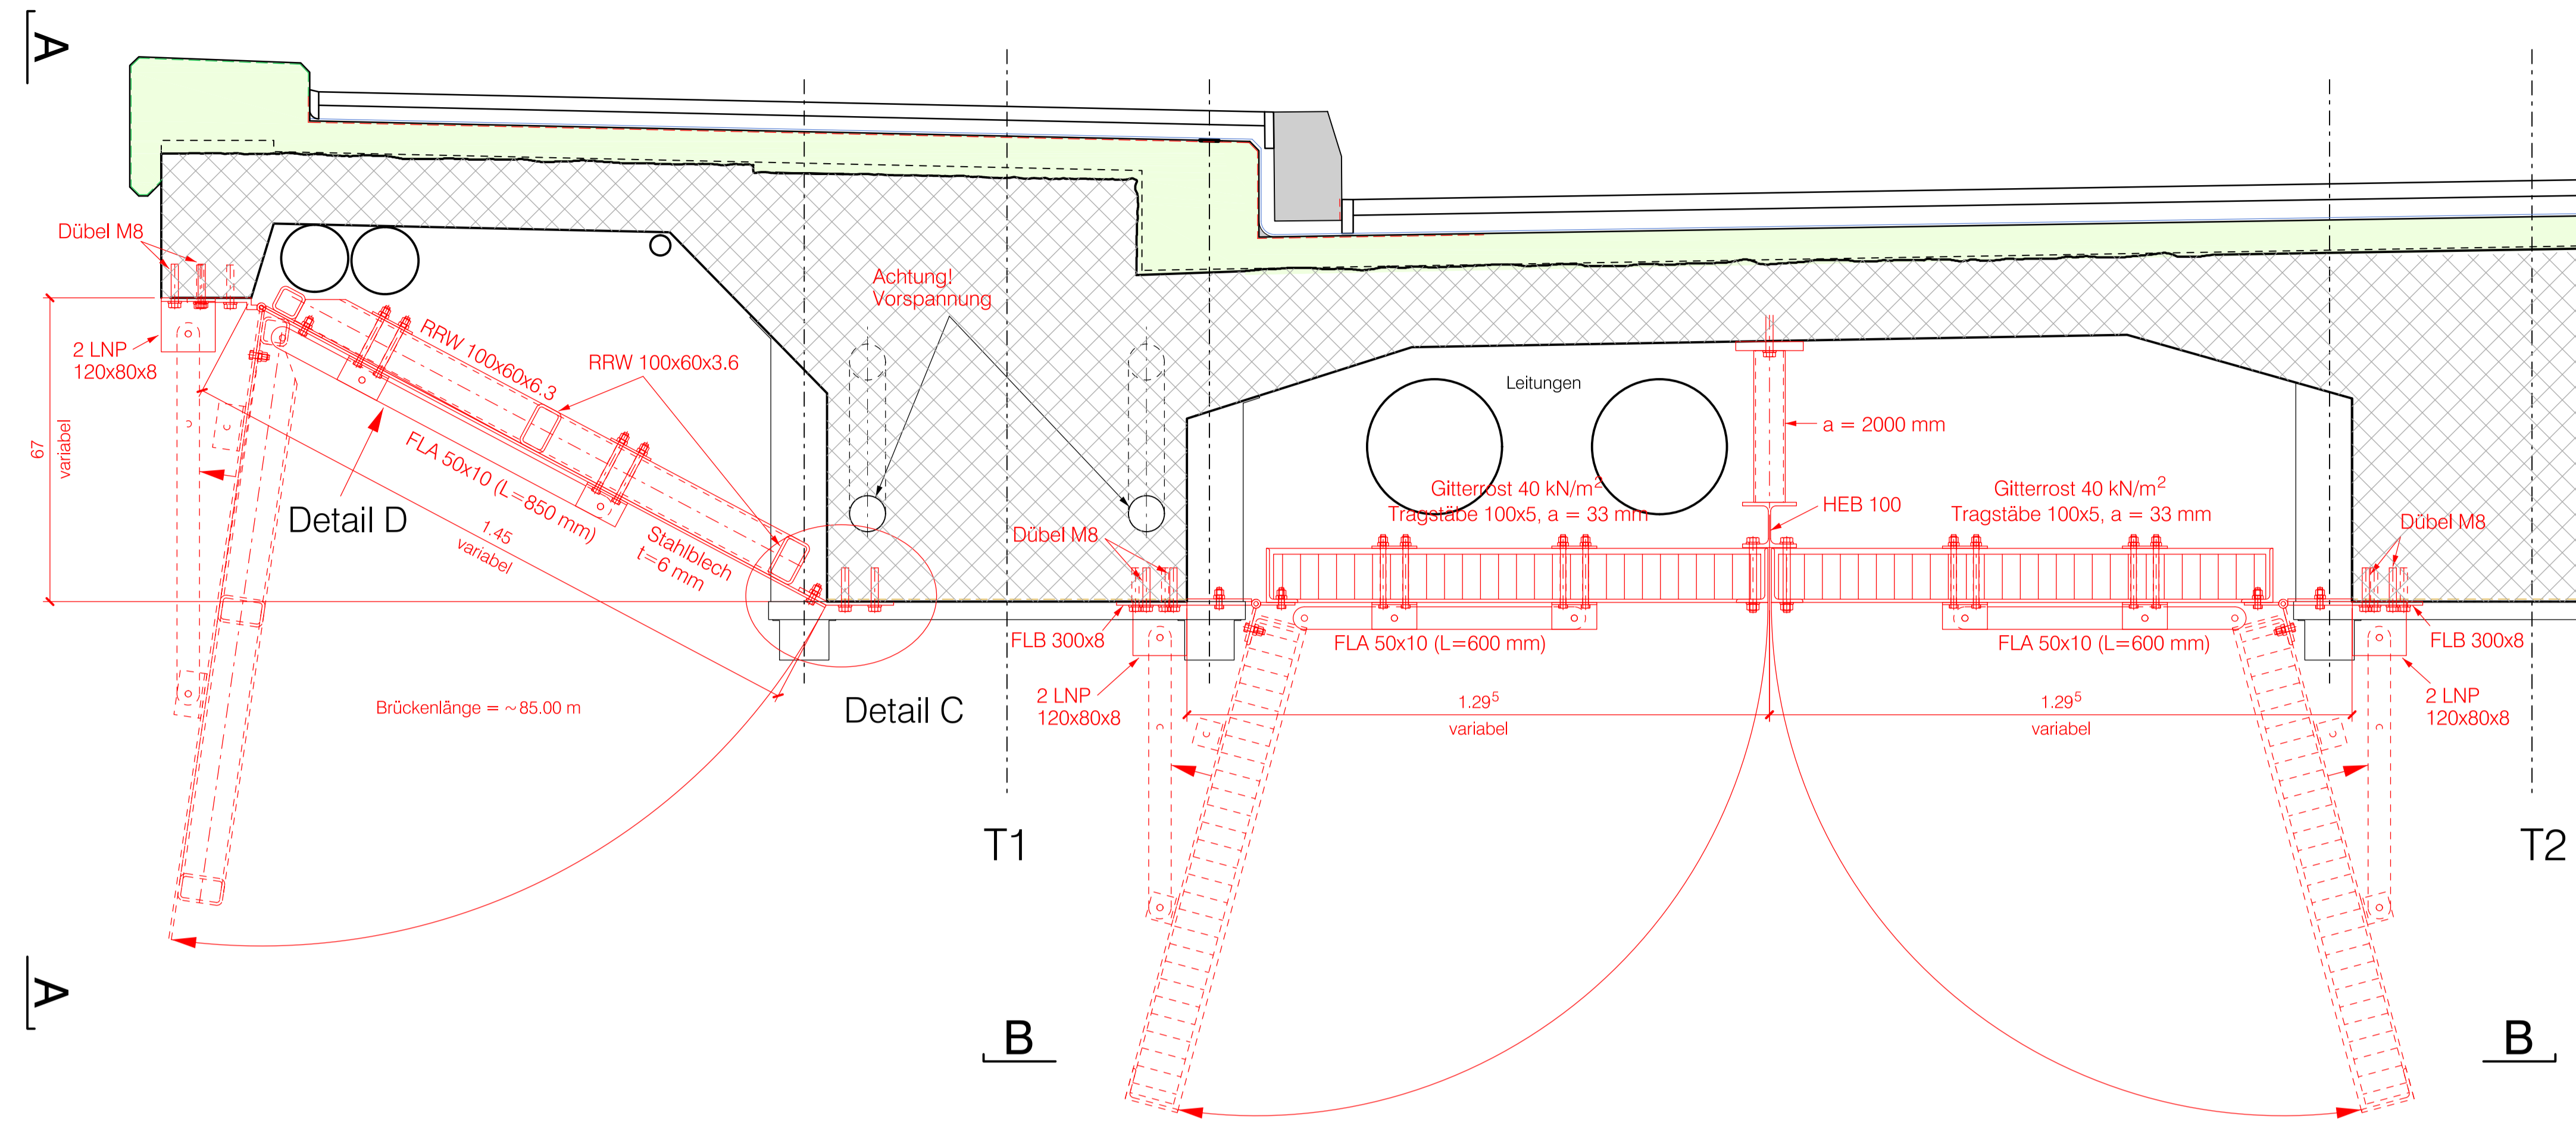 A
Dübel M8
2 LNP
120x80x8
67
variabel
RRW 100x60x6.3
RRW 100x60x3.6
FLA 50x10 (L=850 mm)
Detail D
1.45
variabel
Stahlblech
t=6 mm
Brückenlänge = ~85.00 m
Achtung!
Vorspannung
Detail C
Dübel M8
FLB 300x8
2 LNP
120x80x8
T1
Leitungen
a = 2000 mm
HEB 100
Gitterrost 40 kN/m²
Tragstäbe 100x5, a = 33 mm
Gitterrost 40 kN/m²
Tragstäbe 100x5, a = 33 mm
FLA 50x10 (L=600 mm)
FLA 50x10 (L=600 mm)
1.29⁵
variabel
1.29⁵
variabel
Dübel M8
FLB 300x8
2 LNP
120x80x8
T2
A
B
B